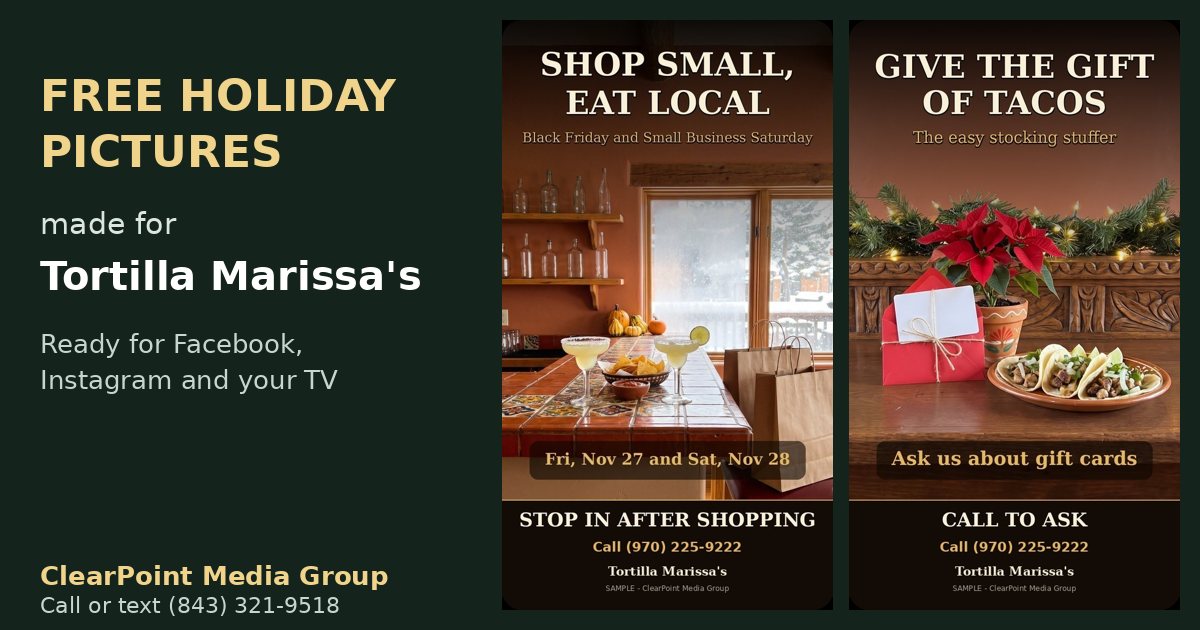 FREE HOLIDAY
PICTURES
made for
Tortilla Marissa's
Ready for Facebook,
Instagram and your TV
ClearPoint Media Group
Call or text (843) 321-9518
SHOP SMALL,
EAT LOCAL
Black Friday and Small Business Saturday
Fri, Nov 27 and Sat, Nov 28
STOP IN AFTER SHOPPING
Call (970) 225-9222
Tortilla Marissa's
SAMPLE - ClearPoint Media Group
GIVE THE GIFT
OF TACOS
The easy stocking stuffer
Ask us about gift cards
CALL TO ASK
Call (970) 225-9222
Tortilla Marissa's
SAMPLE - ClearPoint Media Group